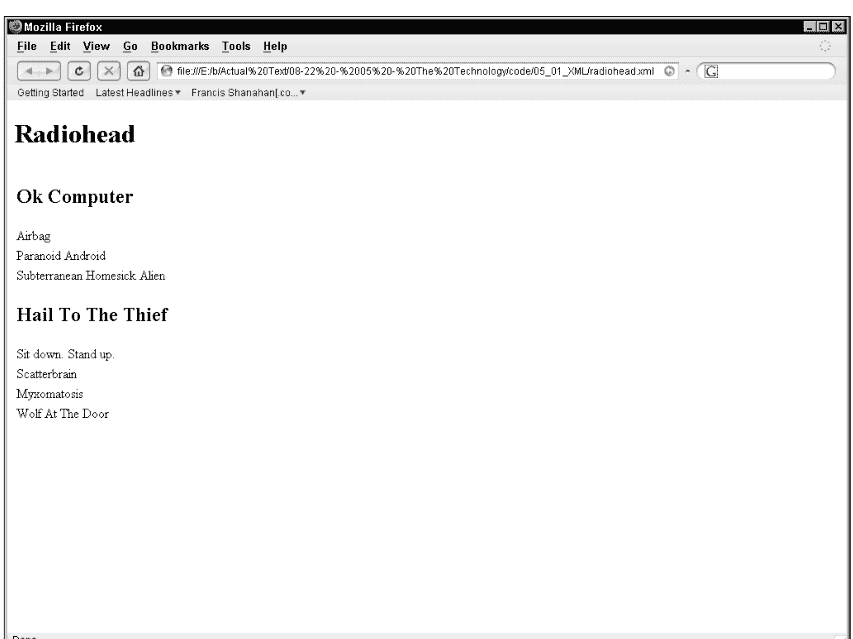 Mozilla Firefox
File Edit View Go Bookmarks Tools Help
file:///E:/b/Actual%20Text/08-22%20-%2005%20-%20The%20Technology/code/05_01_XML/radiohead.xml G
Getting Started Latest Headlines Francis Shanahan[.co...
Radiohead
Ok Computer
Airbag
Paranoid Android
Subterranean Homesick Alien
Hail To The Thief
Sit down. Stand up.
Scatterbrain
Myxomatosis
Wolf At The Door
Done